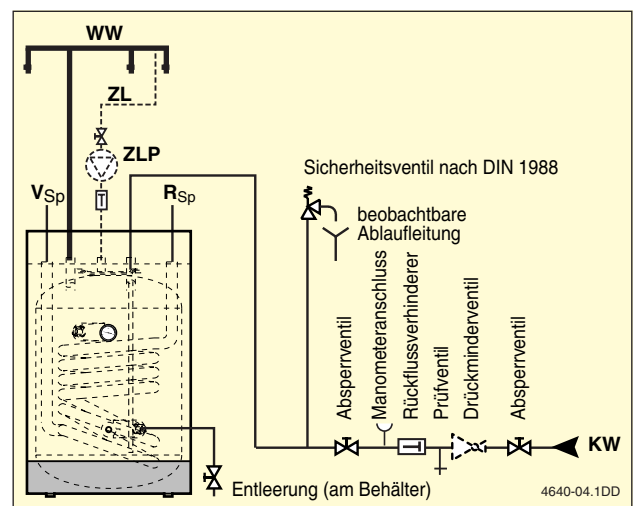 WW
ZL
ZLP
Sicherheitsventil nach DIN 1988
VSp
RSp
beobachtbare
Ablaufleitung
Absperrventil
Manometeranschluss
Rückflussverhinderer
Prüfventil
Drückminderventil
Absperrventil
KW
Entleerung (am Behälter)
4640-04.1DD